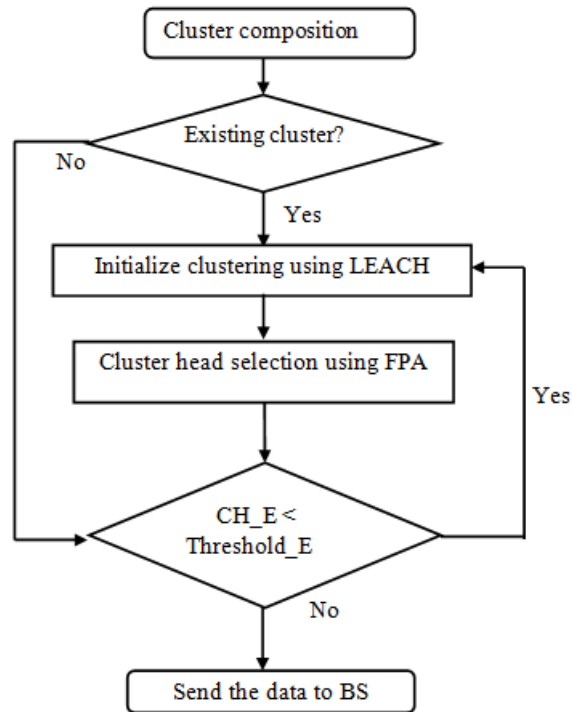 Cluster composition
Existing cluster?
No
Yes
Initialize clustering using LEACH
Cluster head selection using FPA
Yes
CH_E <
Threshold_E
No
Send the data to BS